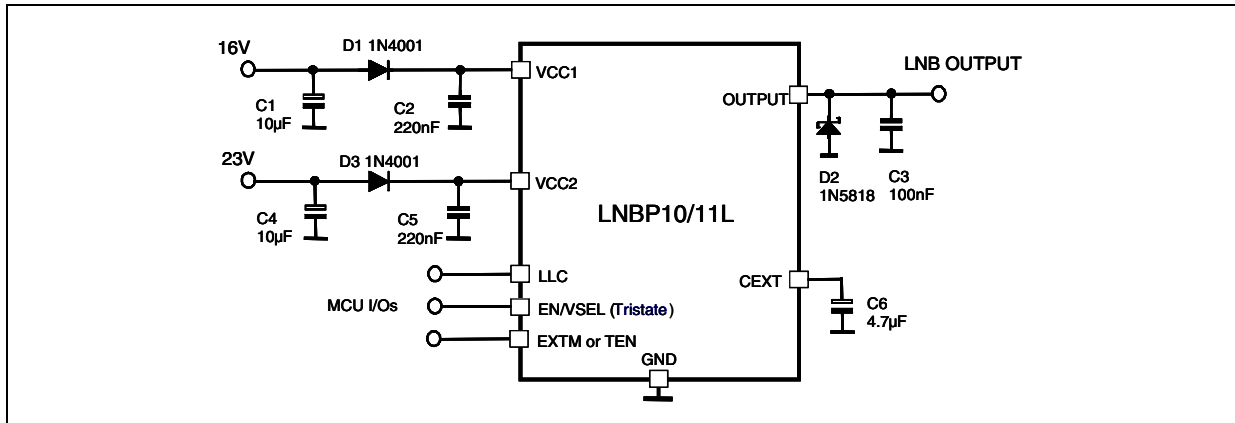 16V
D1 1N4001
VCC1
C1
10µF
C2
220nF
23V
D3 1N4001
VCC2
C4
10µF
C5
220nF
LLC
MCU I/Os
EN/VSEL (Tristate)
EXTM or TEN
LNBP10/11L
GND
OUTPUT
LNB OUTPUT
D2
1N5818
C3
100nF
CEXT
C6
4.7µF